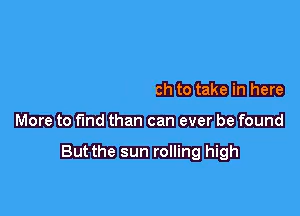 ch to take in here
More to find than can ever be found
But the sun rolling high